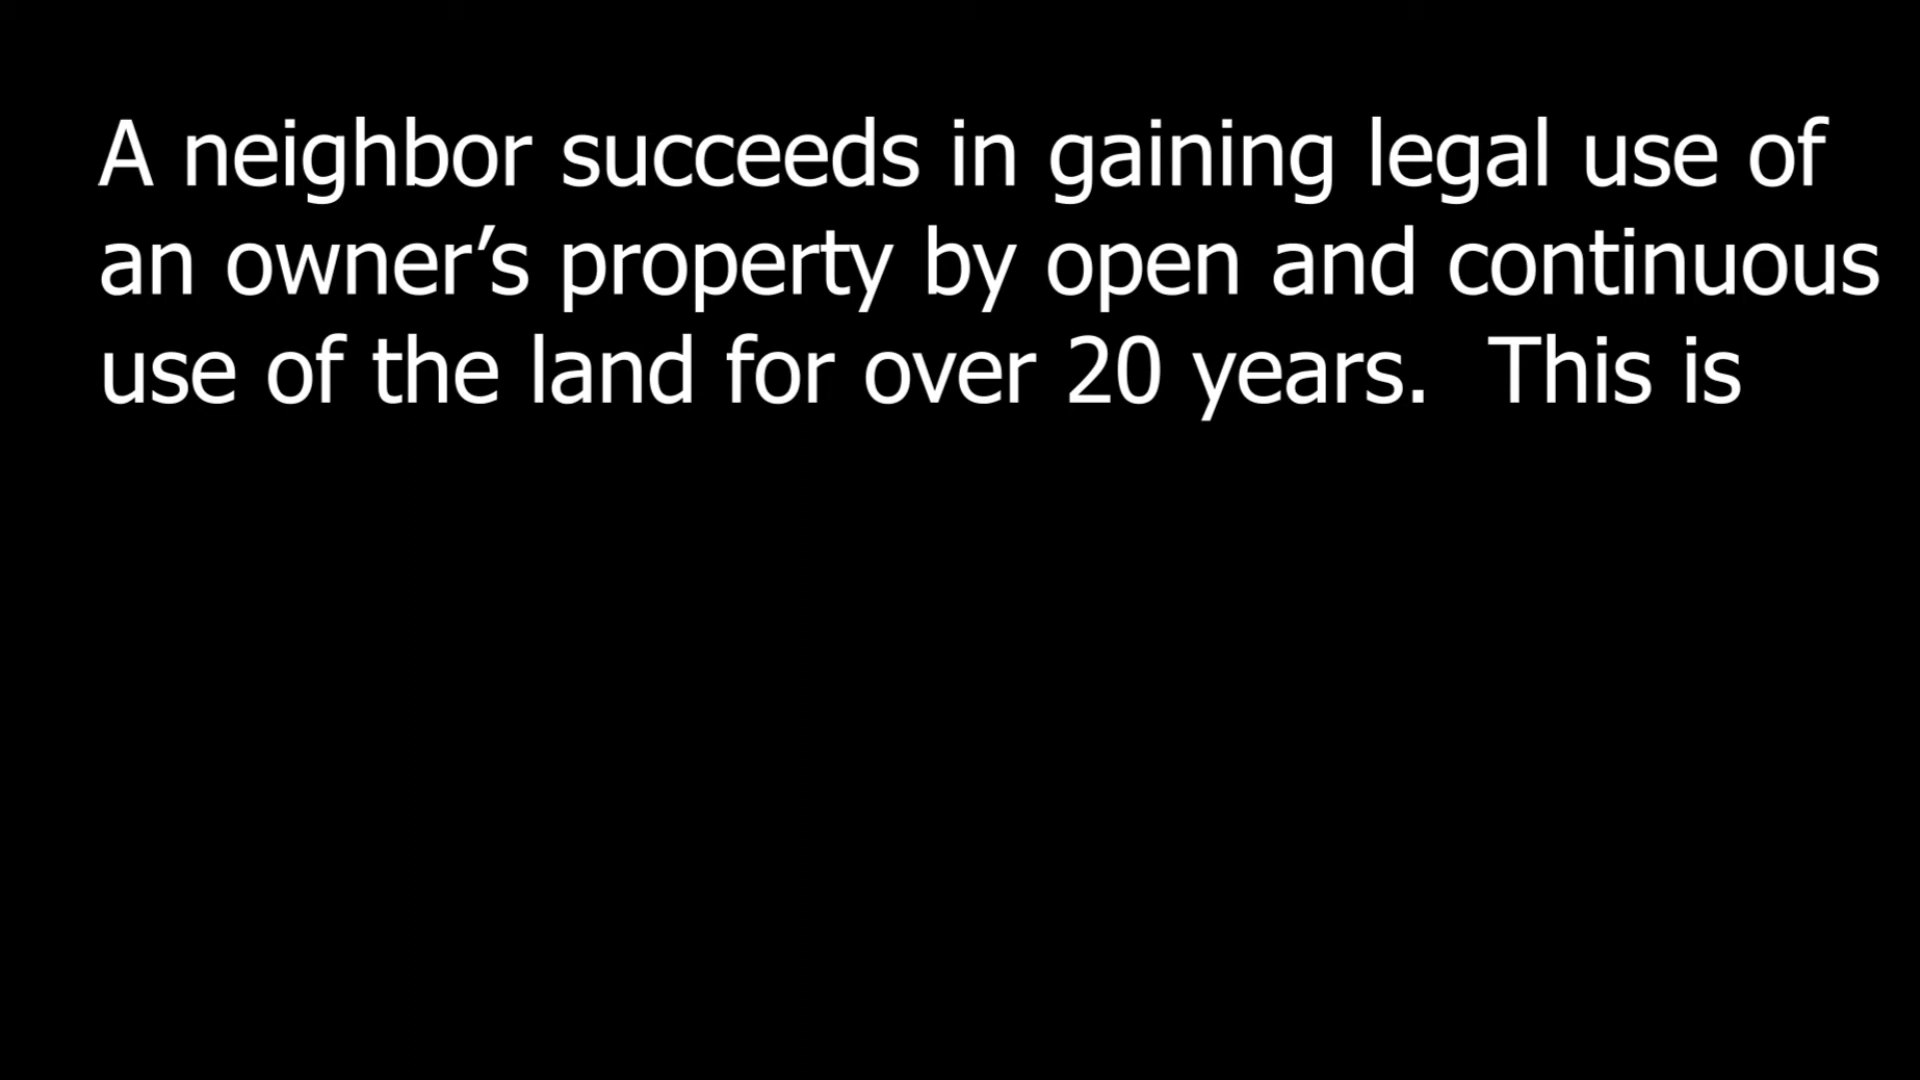 A neighbor succeeds in gaining legal use of
an owner’s property by open and continuous
use of the land for over 20 years.  This is